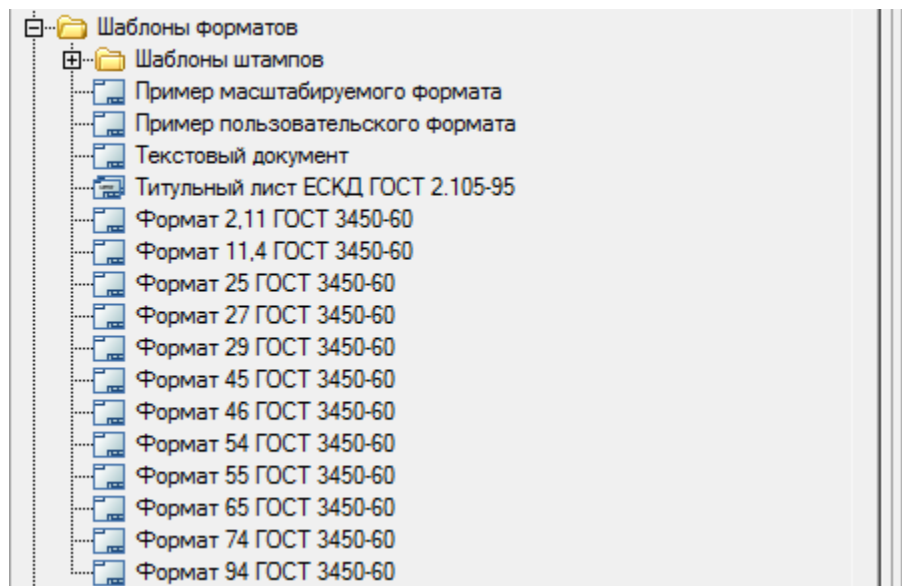 Шаблоны форматов
Шаблоны штампов
Пример масштабируемого формата
Пример пользовательского формата
Текстовый документ
Титульный лист ЕСКД ГОСТ 2.105-95
Формат 2,11 ГОСТ 3450-60
Формат 11,4 ГОСТ 3450-60
Формат 25 ГОСТ 3450-60
Формат 27 ГОСТ 3450-60
Формат 29 ГОСТ 3450-60
Формат 45 ГОСТ 3450-60
Формат 46 ГОСТ 3450-60
Формат 54 ГОСТ 3450-60
Формат 55 ГОСТ 3450-60
Формат 65 ГОСТ 3450-60
Формат 74 ГОСТ 3450-60
Формат 94 ГОСТ 3450-60